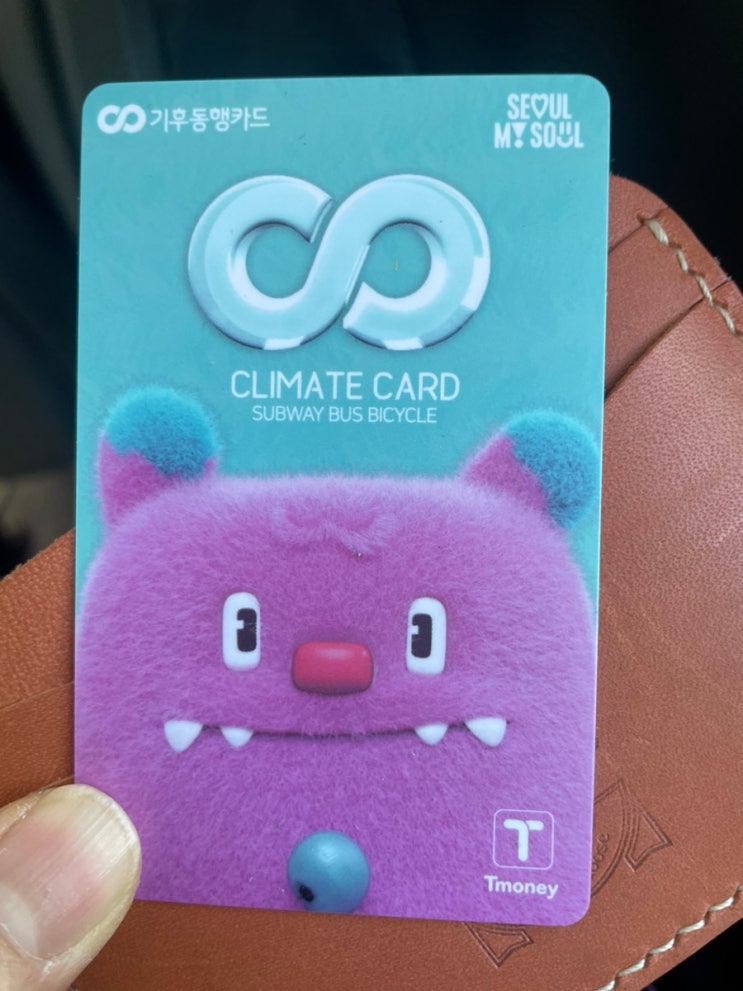 기후동행카드
SEOUL
MY SOUL
CLIMATE CARD
SUBWAY BUS BICYCLE
T
Tmoney